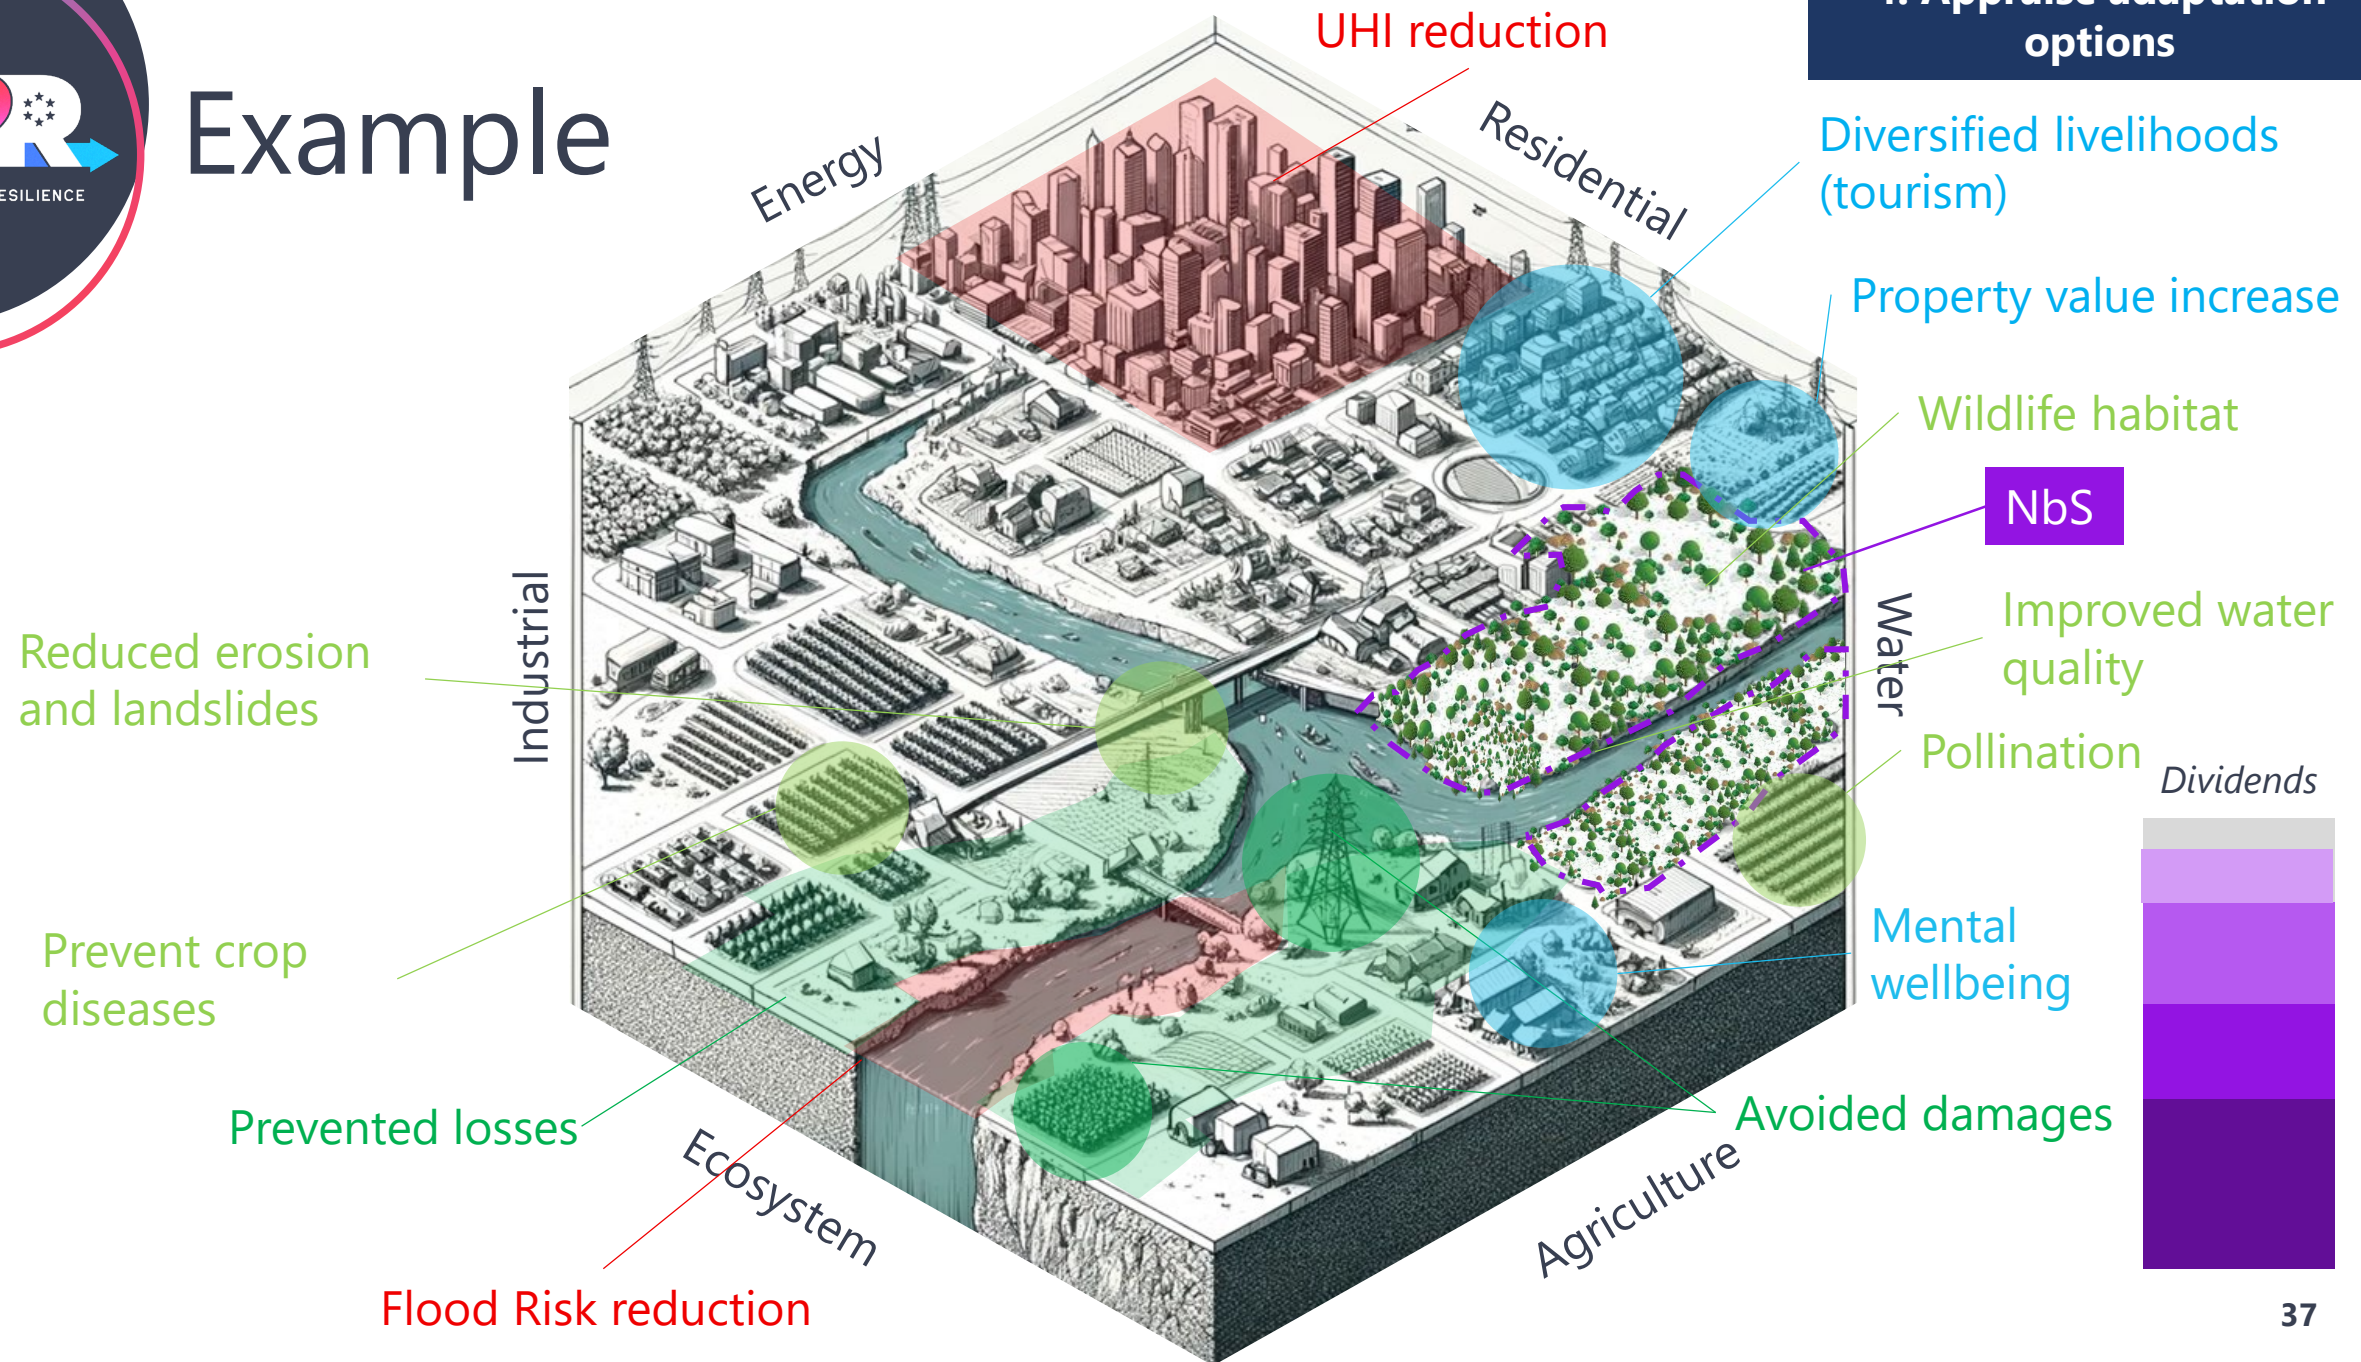 UHI reduction
options
Example
ESILIENCE
Energy
Residential
Diversified livelihoods
(tourism)
Property value increase
Wildlife habitat
NbS
Industrial
Water
Improved water
quality
Reduced erosion
and landslides
Pollination
Dividends
Prevent crop
diseases
Mental
wellbeing
Prevented losses
Avoided damages
Ecosystem
Agriculture
Flood Risk reduction
37